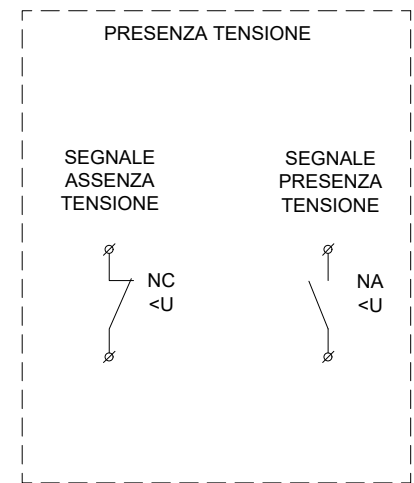 PRESENZA TENSIONE
SEGNALE
ASSENZA
TENSIONE
SEGNALE
PRESENZA
TENSIONE
NC
<U
NA
<U